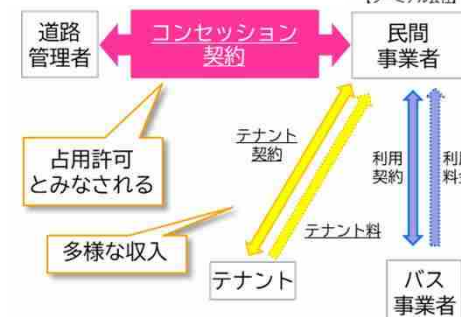 道路
管理者
コンセッション
契約
民間
事業者
占用許可
とみなされる
テナント
契約
利用
契約
多様な収入
テナント料
テナント
バス
事業者